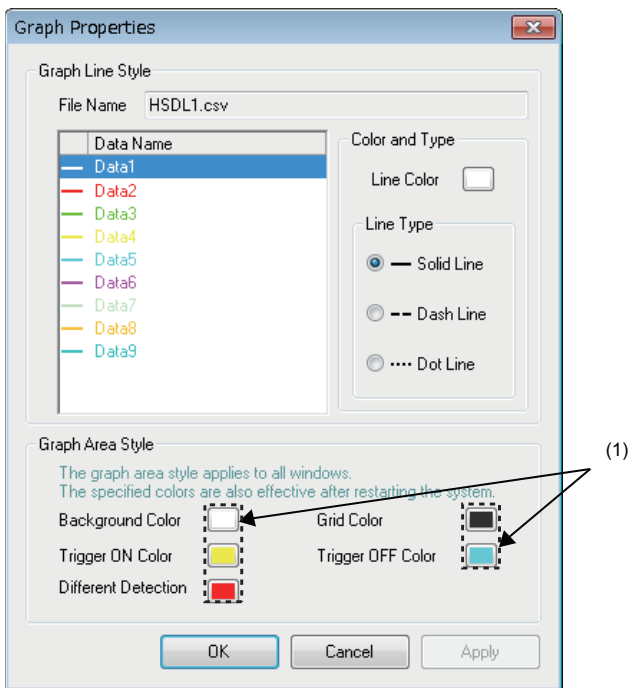 Graph Properties
Graph Line Style
File Name HSDL1.csv
Data Name
Data1
Data2
Data3
Data4
Data5
Data6
Data7
Data8
Data9
Color and Type
Line Color
Line Type
Solid Line
Dash Line
Dot Line
Graph Area Style
The graph area style applies to all windows.
The specified colors are also effective after restarting the system.
Background Color Grid Color
Trigger ON Color Trigger OFF Color
Different Detection
(1)
OK Cancel Apply